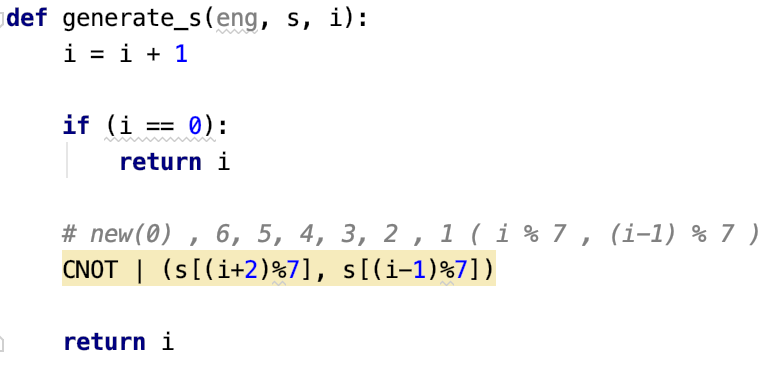 def generate_s(eng, s, i):
    i = i + 1
    if (i == 0):
        return i
    # new(0) , 6, 5, 4, 3, 2 , 1 ( i % 7 , (i-1) % 7 )
    CNOT | (s[(i+2)%7], s[(i-1)%7])
    return i